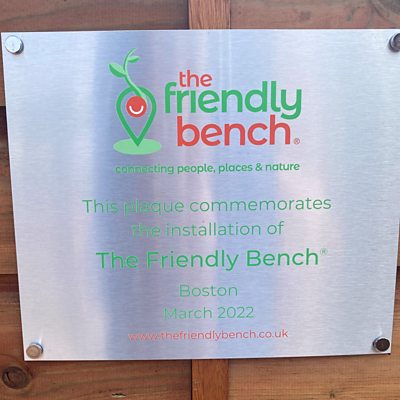 the
friendly
bench®
connecting people, places & nature
This plaque commemorates
the installation of
The Friendly Bench®
Boston
March 2022
www.thefriendlybench.co.uk